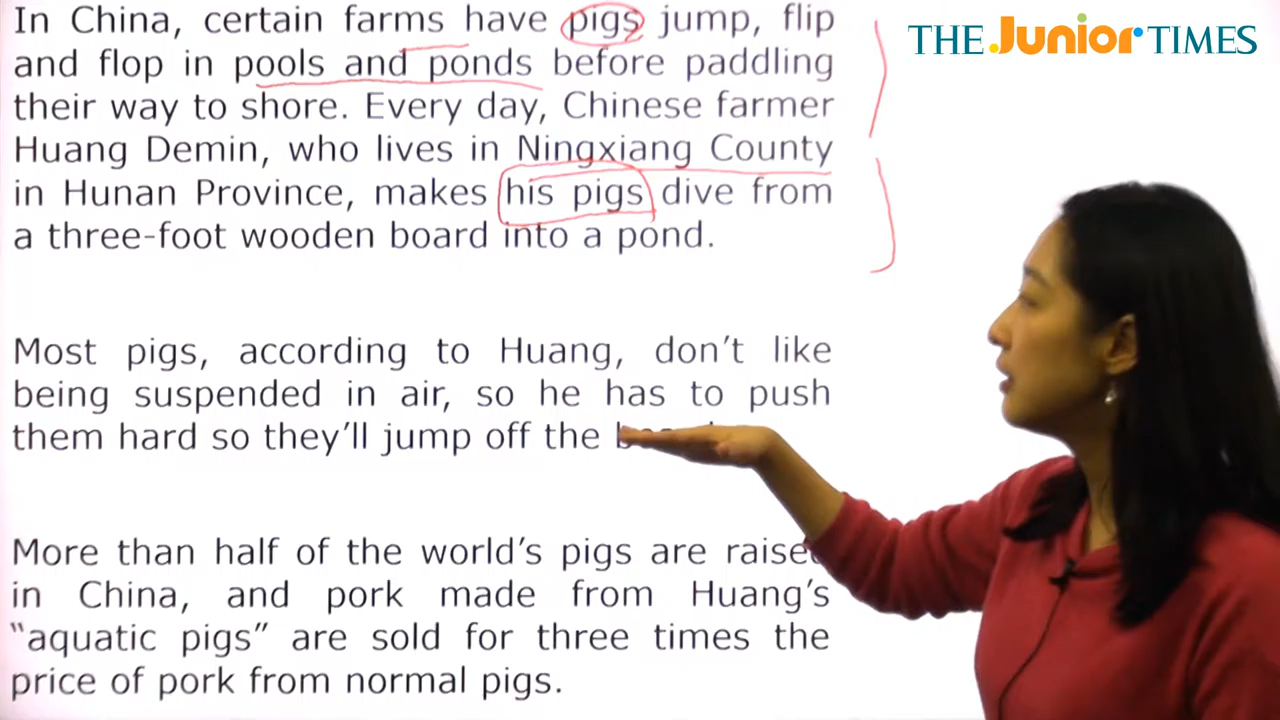 In China, certain farms have pigs jump, flip
and flop in pools and ponds before paddling
their way to shore. Every day, Chinese farmer
Huang Demin, who lives in Ningxiang County
in Hunan Province, makes his pigs dive from
a three-foot wooden board into a pond.
Most pigs, according to Huang, don't like
being suspended in air, so he has to push
them hard so they'll jump off the
More than half of the world's pigs are raised
in China, and pork made from Huang's
"aquatic pigs" are sold for three times the
price of pork from normal pigs.
THE Junior TIMES